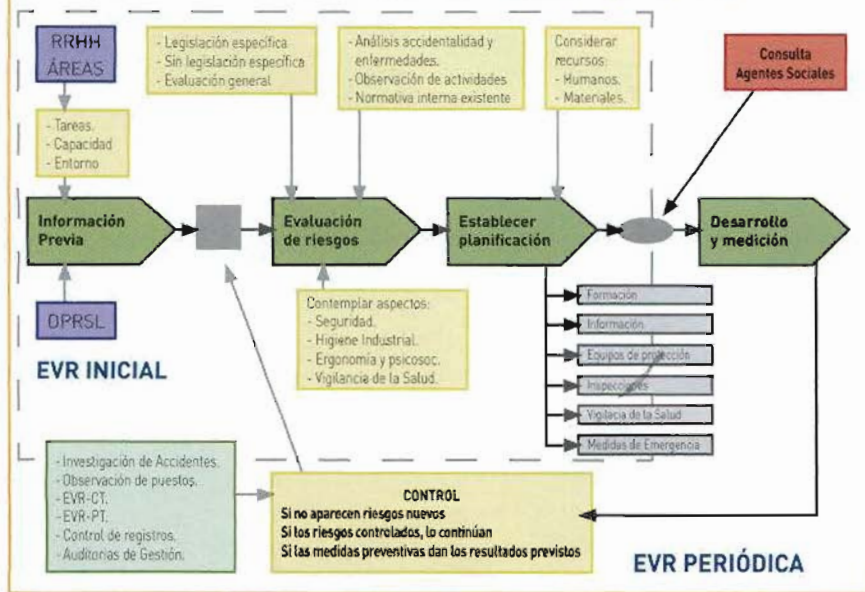 RRHH
ÁREAS
- Legislación específica
- Sin legislación específica
- Evaluación general
- Análisis accidentalidad y
enfermedades.
- Observación de actividades
- Normativa interna existente
Considerar
recursos:
- Humanos.
- Materiales.
Consulta
Agentes Sociales
- Tareas.
- Capacidad
- Entorno
Información
Previa
Evaluación
de riesgos
Establecer
planificación
Desarrollo
y medición
DPRSL
EVR INICIAL
Contemplar aspectos:
- Seguridad.
- Higiene Industrial.
- Ergonomía y psicosoc.
- Vigilancia de la Salud.
Formación
Información
Equipos de protección
Inspecciones
Vigilacia de la Salud
Medidas de Emergencia
- Investigación de Accidentes.
- Observación de puestos.
- EVR-CT.
- EVR-PT.
- Control de registros.
- Auditorias de Gestión.
CONTROL
Si no aparecen riesgos nuevos
Si los riesgos controlados, lo continúan
Si las medidas preventivas dan los resultados previstos
EVR PERIÓDICA